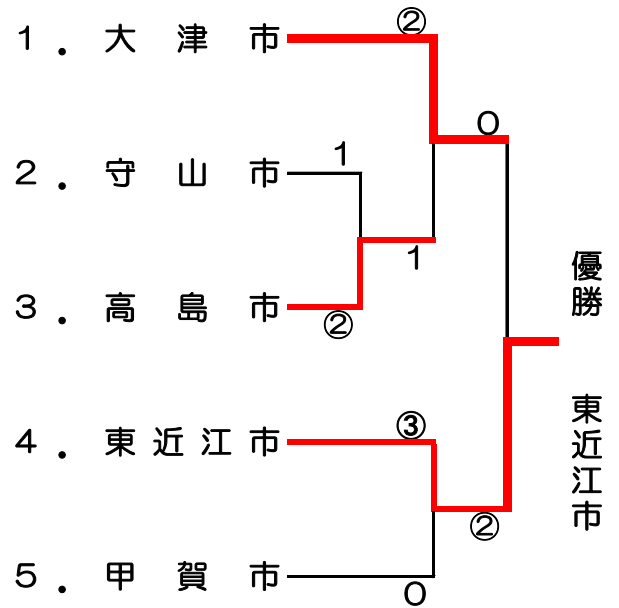 ②
1. 大津市
0
1
2. 守山市
1
優勝 東近江市
3. 高島市
②
③
4. 東近江市
②
5. 甲賀市
0